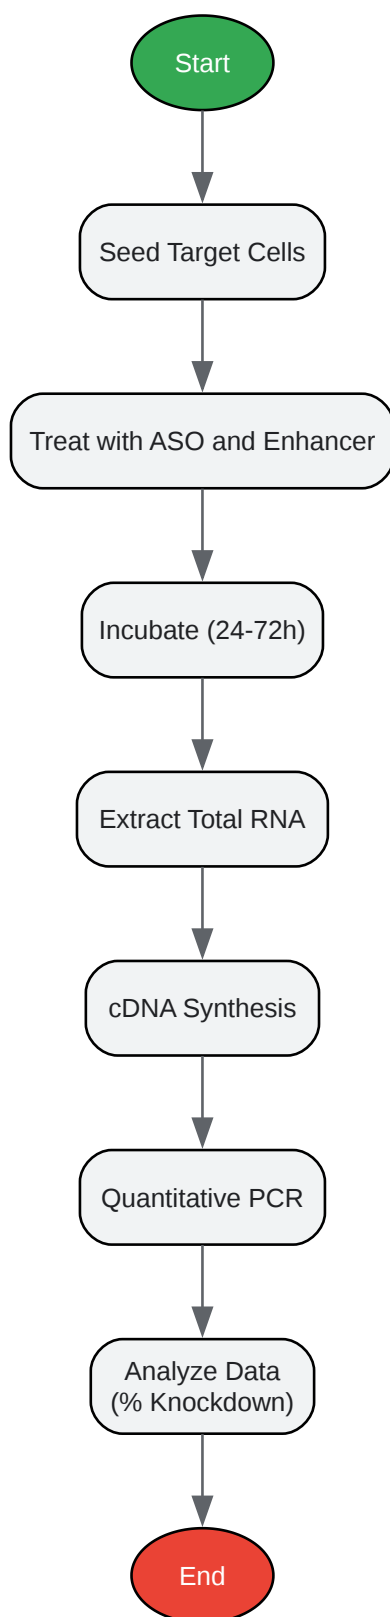 Start
Seed Target Cells
Treat with ASO and Enhancer
Incubate (24-72h)
Extract Total RNA
cDNA Synthesis
Quantitative PCR
Analyze Data
(% Knockdown)
End